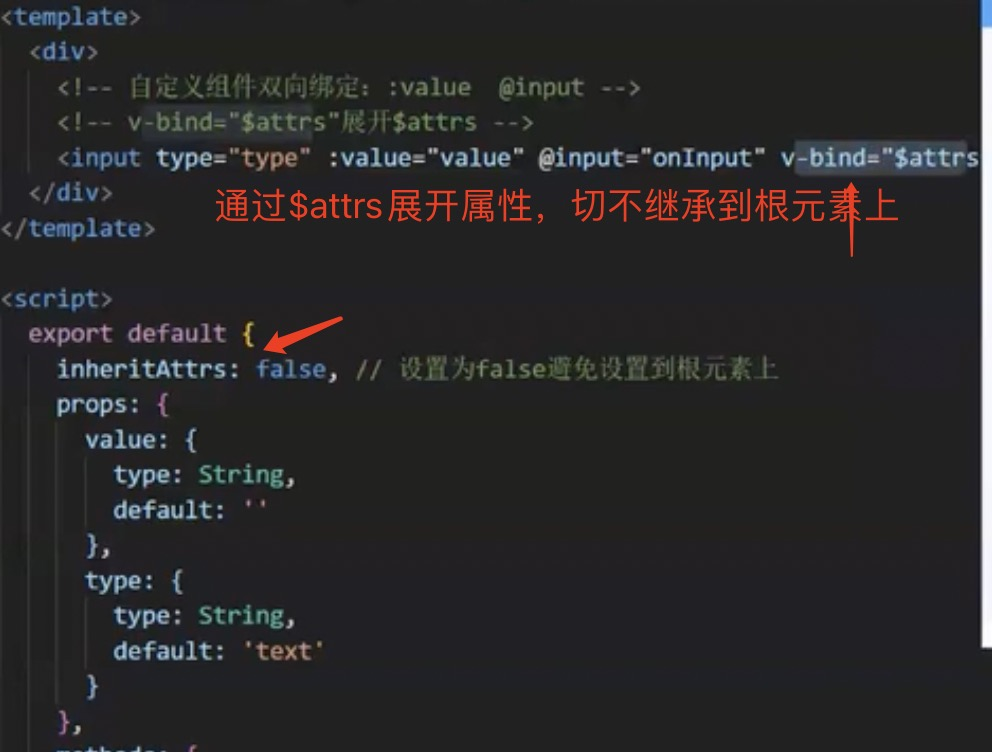 <template>
<div>
<!-- 自定义组件双向绑定：:value @input -->
<!-- v-bind="$attrs"展开$attrs -->
<input type="type" :value="value" @input="onInput" v-bind="$attrs
</div>
通过$attrs展开属性，切不继承到根元素上
</template>
<script>
export default {
inheritAttrs: false, // 设置为false避免设置到根元素上
props: {
value: {
type: String,
default: ''
},
type: {
type: String,
default: 'text'
}
},
methods: {